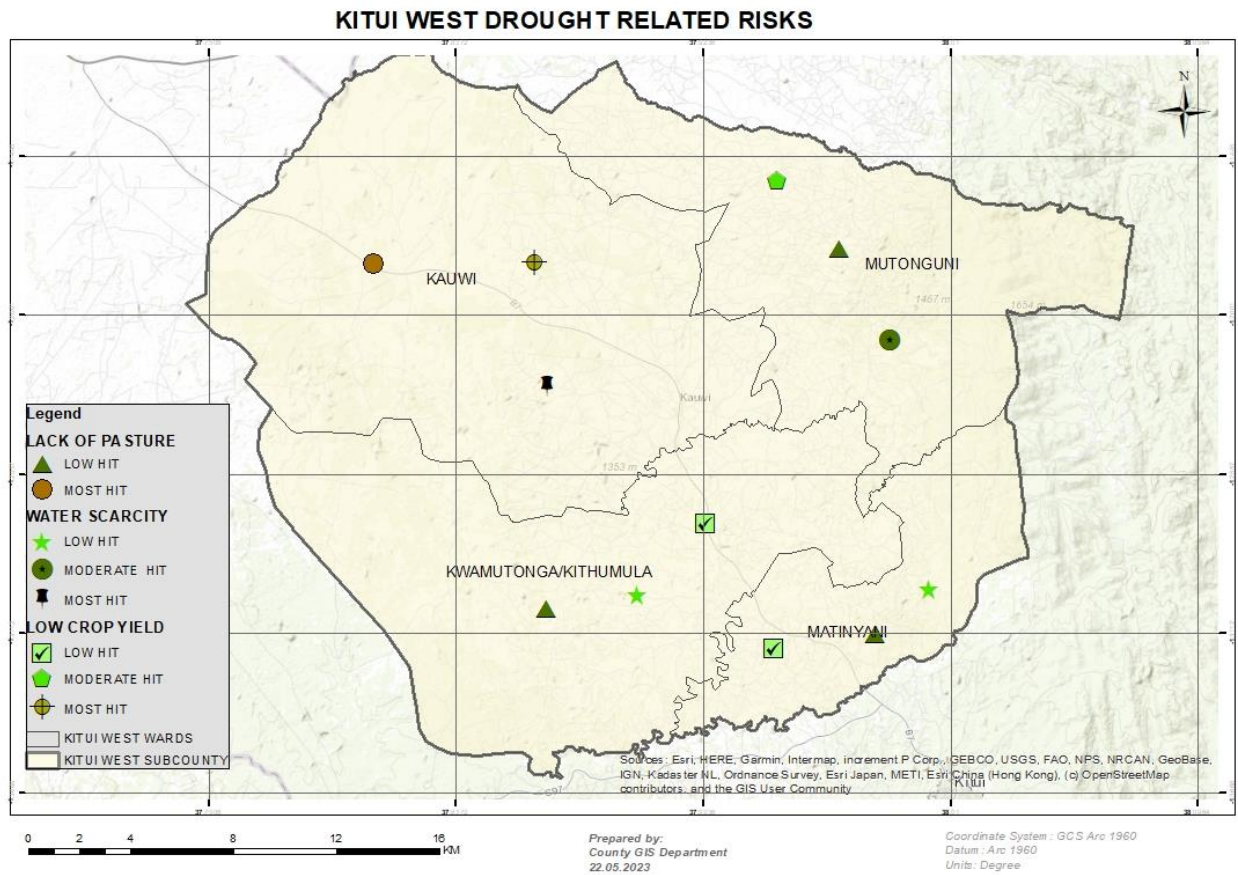 KITUI WEST DROUGHT RELATED RISKS
N
MUTONGUNI
KAUWI
1467 m
1654 m
87
Kauwi
1353 m
KWAMUTONGA/KITHUMULA
MATINYANI
Legend
LACK OF PASTURE
LOW HIT
MOST HIT
WATER SCARCITY
LOW HIT
MODERATE HIT
MOST HIT
LOW CROP YIELD
LOW HIT
MODERATE HIT
MOST HIT
KITUI WEST WARDS
KITUI WEST SUBCOUNTY
Sources: Esri, HERE, Garmin, Intermap, increment P Corp., GEBCO, USGS, FAO, NPS, NRCAN, GeoBase,
IGN, Kadaster NL, Ordnance Survey, Esri Japan, METI, Esri China (Hong Kong), (c) OpenStreetMap
contributors, and the GIS User Community
Kitui
C97
0 2 4 8 12 16
KM
Prepared by:
County GIS Department
22.05.2023
Coordinate System : GCS Arc 1960
Datum : Arc 1960
Units: Degree